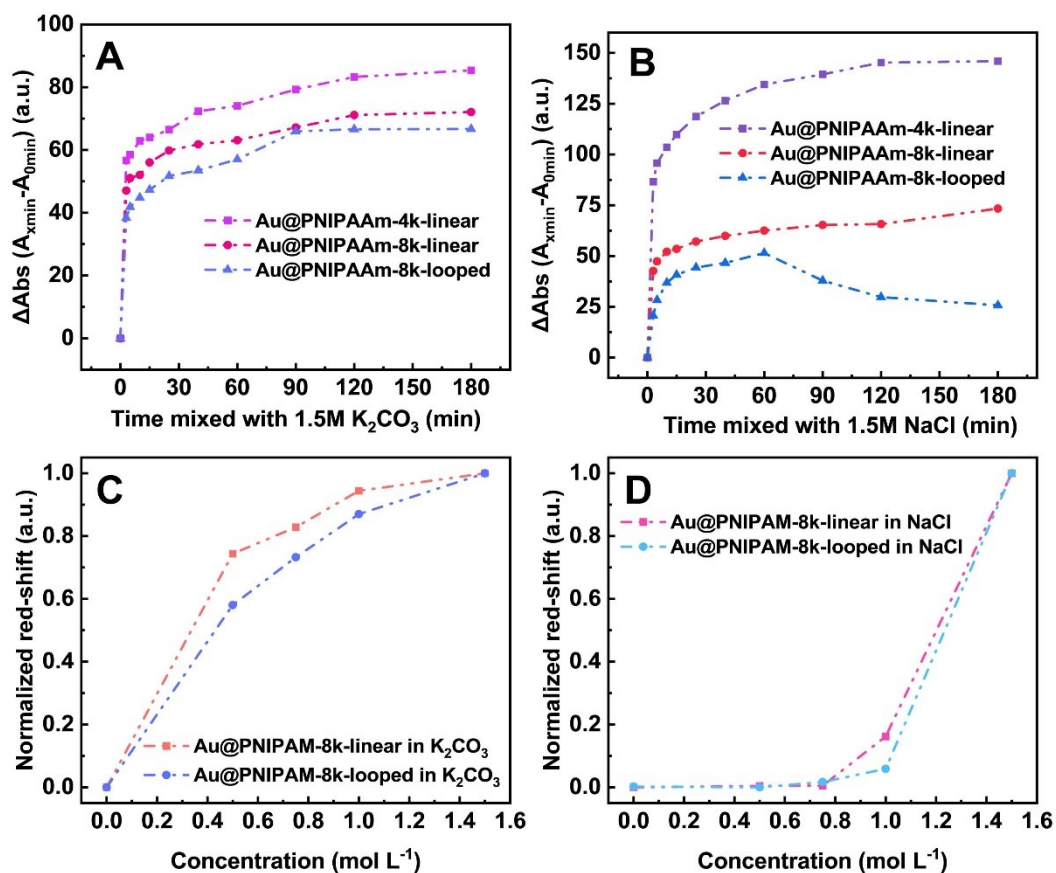 A
ΔAbs (Axmin-A0min) (a.u.)
100
80
60
40
20
0
Au@PNIPAAm-4k-linear
Au@PNIPAAm-8k-linear
Au@PNIPAAm-8k-looped
0 30 60 90 120 150 180
Time mixed with 1.5M K₂CO₃ (min)
B
ΔAbs (Axmin-A0min) (a.u.)
150
125
100
75
50
25
0
Au@PNIPAAm-4k-linear
Au@PNIPAAm-8k-linear
Au@PNIPAAm-8k-looped
0 30 60 90 120 150 180
Time mixed with 1.5M NaCl (min)
C
Normalized red-shift (a.u.)
1.0
0.8
0.6
0.4
0.2
0.0
Au@PNIPAM-8k-linear in K₂CO₃
Au@PNIPAM-8k-looped in K₂CO₃
0.0 0.2 0.4 0.6 0.8 1.0 1.2 1.4 1.6
Concentration (mol L⁻¹)
D
Normalized red-shift (a.u.)
1.0
0.8
0.6
0.4
0.2
0.0
Au@PNIPAM-8k-linear in NaCl
Au@PNIPAM-8k-looped in NaCl
0.0 0.2 0.4 0.6 0.8 1.0 1.2 1.4 1.6
Concentration (mol L⁻¹)